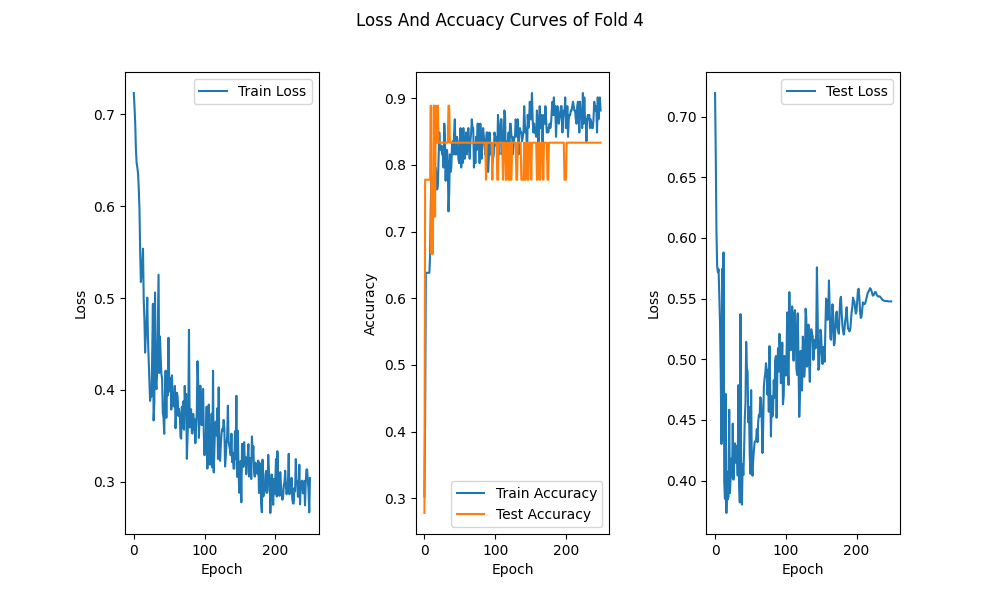 Loss And Accuacy Curves of Fold 4
Train Loss
0.7
0.6
0.5
0.4
0.3
Loss
0
100
200
Epoch
0.9
0.8
0.7
0.6
0.5
0.4
0.3
Accuracy
Train Accuracy
Test Accuracy
0
100
200
Epoch
Test Loss
0.70
0.65
0.60
0.55
0.50
0.45
0.40
Loss
0
100
200
Epoch